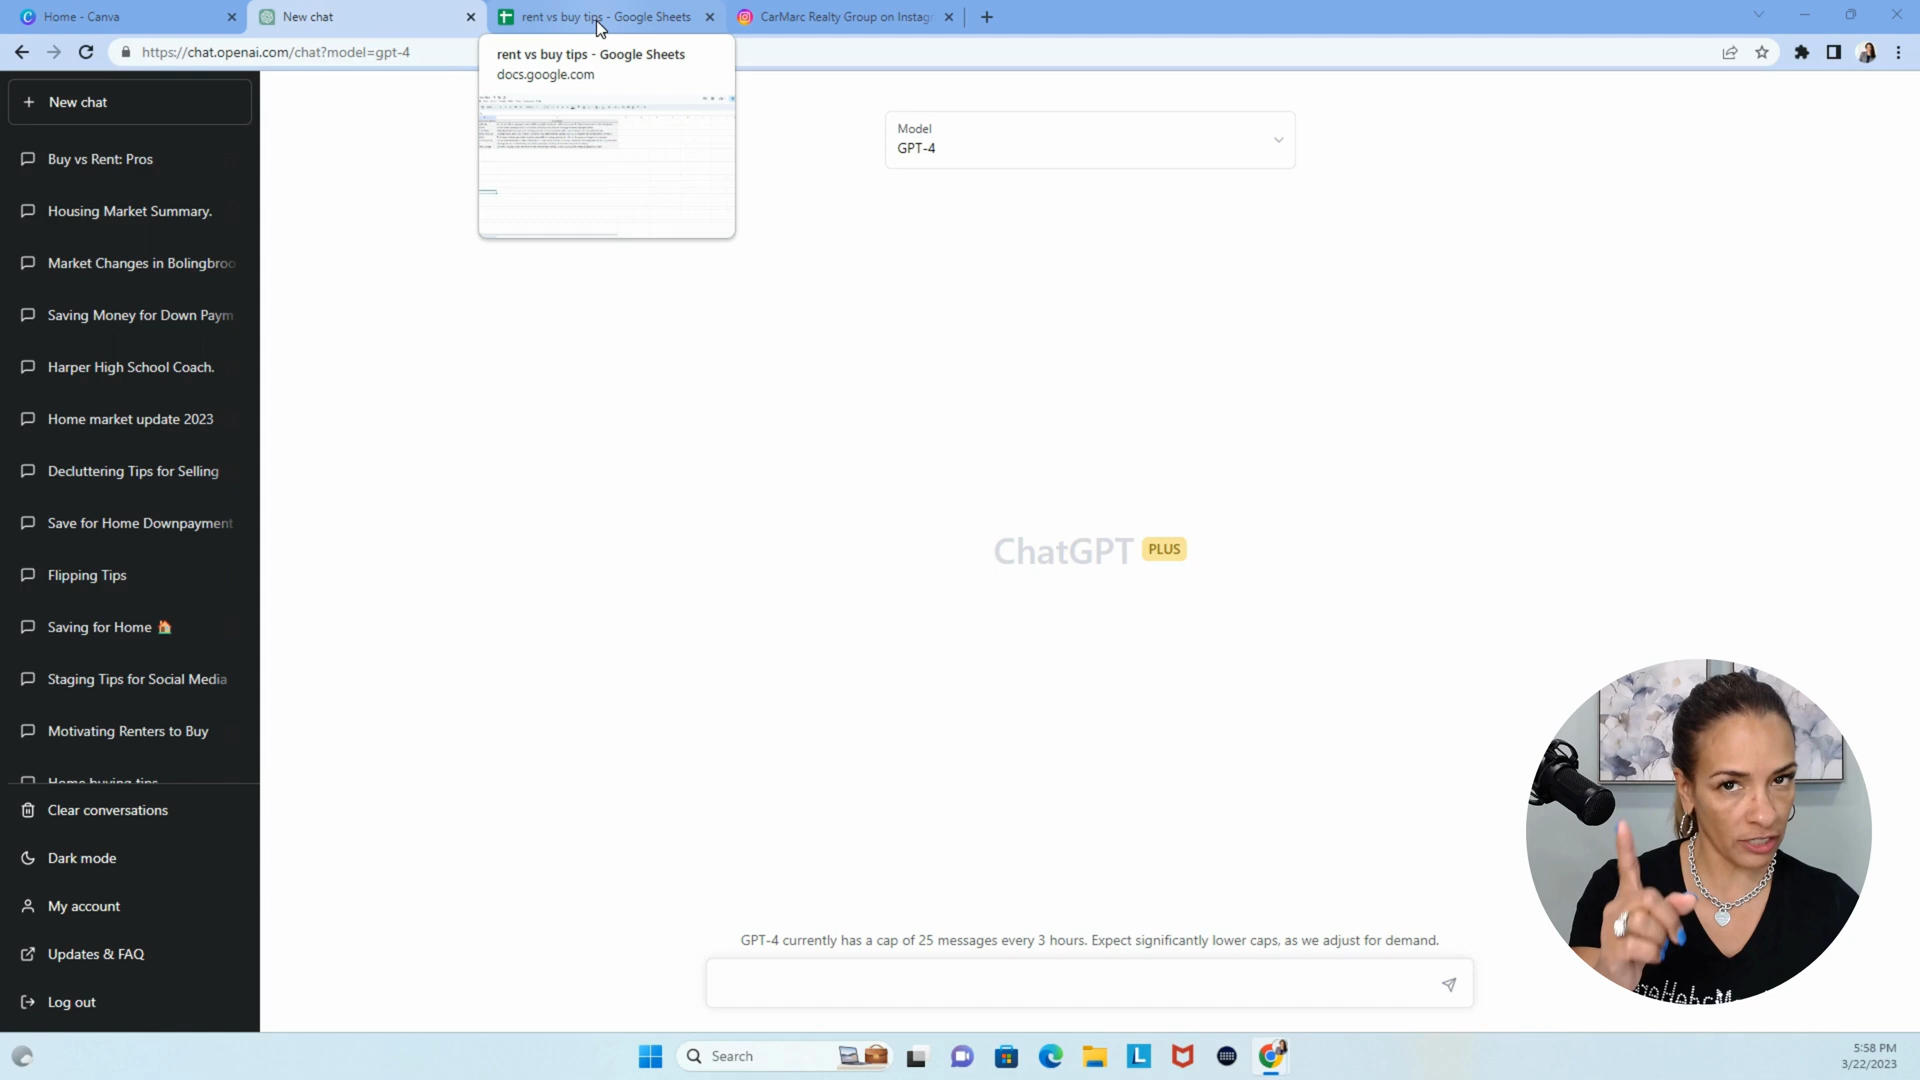 Home - Canva
New chat
rent vs buy tips - Google Sheets
CarMarc Realty Group on Instag
https://chat.openai.com/chat?model=gpt-4
rent vs buy tips - Google Sheets
docs.google.com
New chat
Buy vs Rent: Pros
Housing Market Summary.
Market Changes in Bolingbroo
Saving Money for Down Paym
Harper High School Coach.
Home market update 2023
Decluttering Tips for Selling
Save for Home Downpayment
Flipping Tips
Saving for Home 🏠
Staging Tips for Social Media
Motivating Renters to Buy
Home buying tips
Clear conversations
Dark mode
My account
Updates & FAQ
Log out
Model
GPT-4
ChatGPT PLUS
GPT-4 currently has a cap of 25 messages every 3 hours. Expect significantly lower caps, as we adjust for demand.
Search
L
5:58 PM
3/22/2023